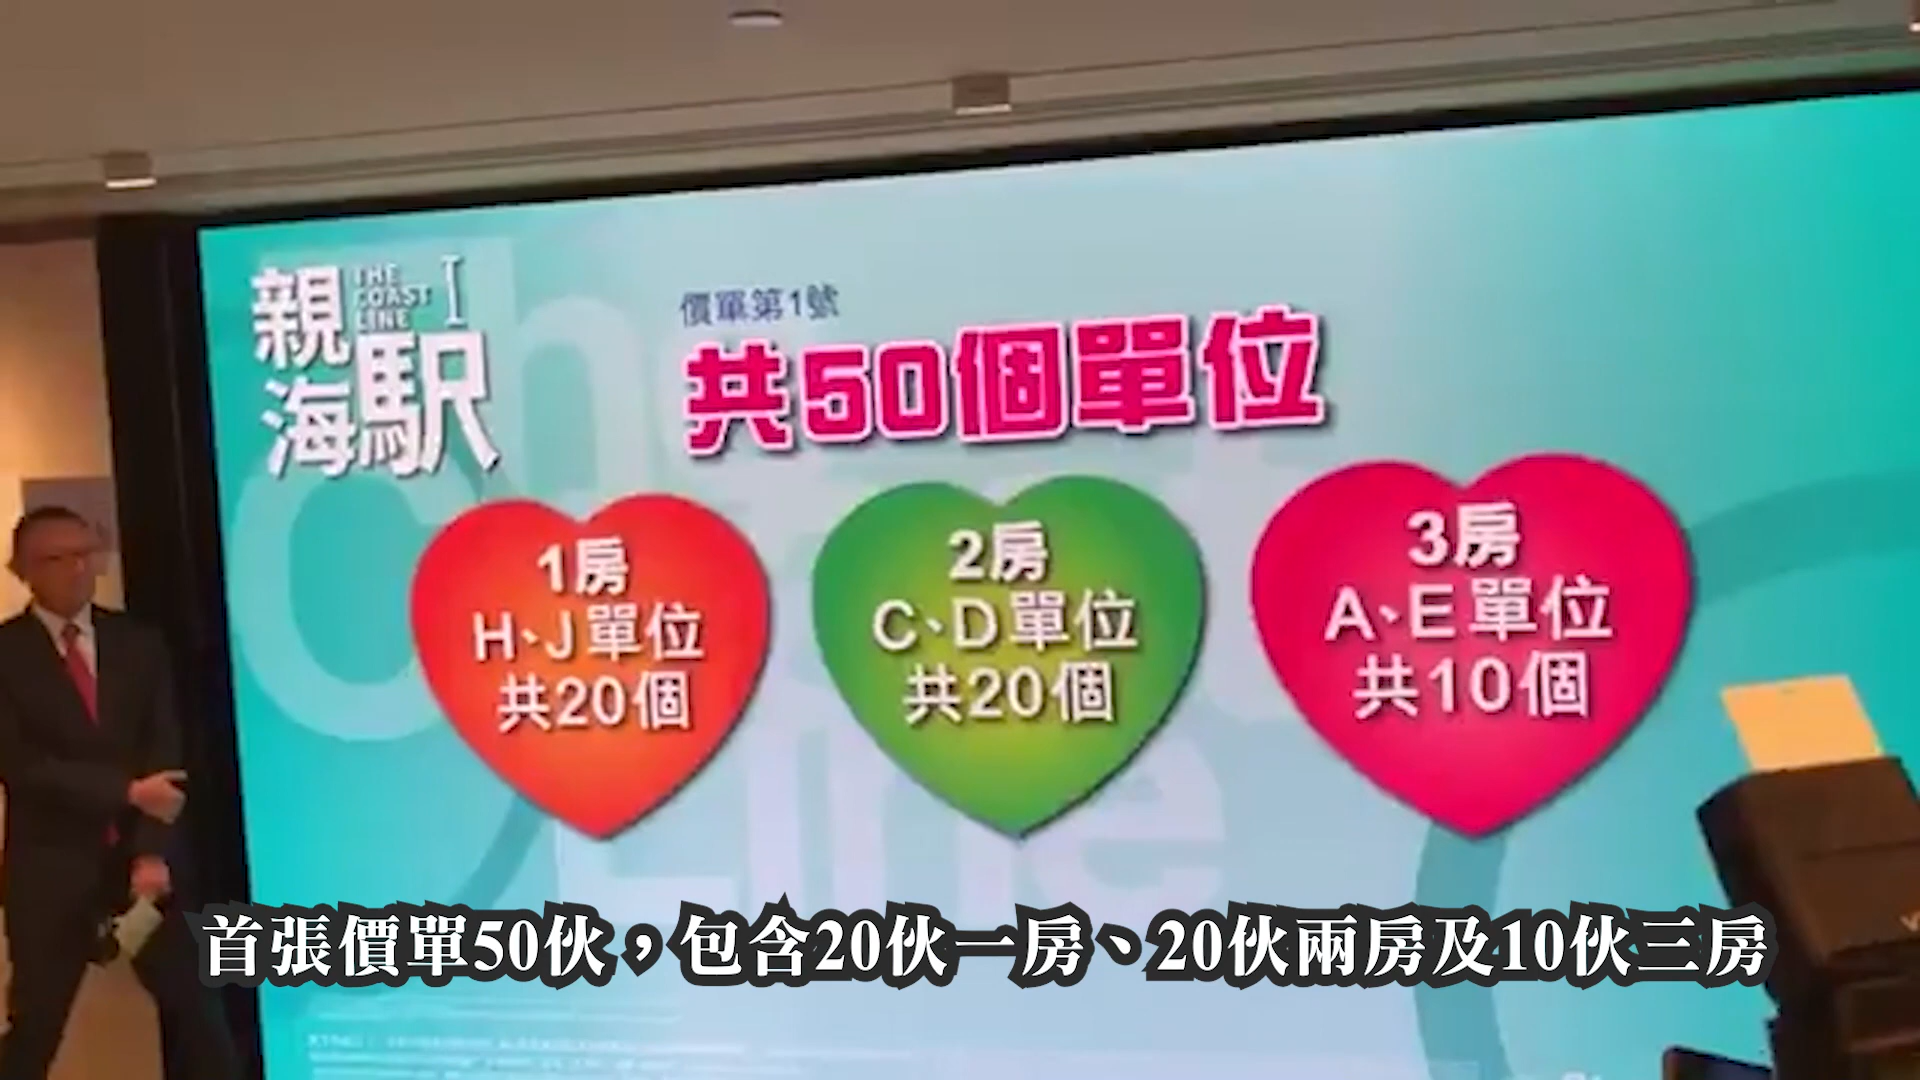 親海駅
THE
COAST
LINE
I
價單第1號
共50個單位
1房
H、J單位
共20個
2房
C、D單位
共20個
3房
A、E單位
共10個
首張價單50伙，包含20伙一房、20伙兩房及10伙三房